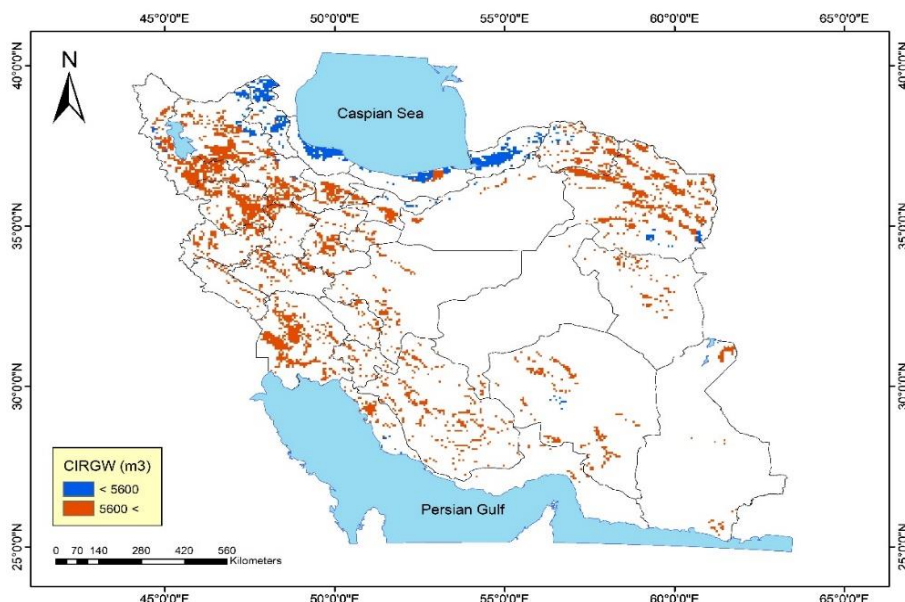 45°0'0"E 50°0'0"E 55°0'0"E 60°0'0"E 65°0'0"E
N
40°0'0"N 40°0'0"N
Caspian Sea
35°0'0"N 35°0'0"N
30°0'0"N 30°0'0"N
CIRGW (m3)
< 5600
5600 <
Persian Gulf
25°0'0"N 25°0'0"N
0 70 140 280 420 560
Kilometers
45°0'0"E 50°0'0"E 55°0'0"E 60°0'0"E 65°0'0"E